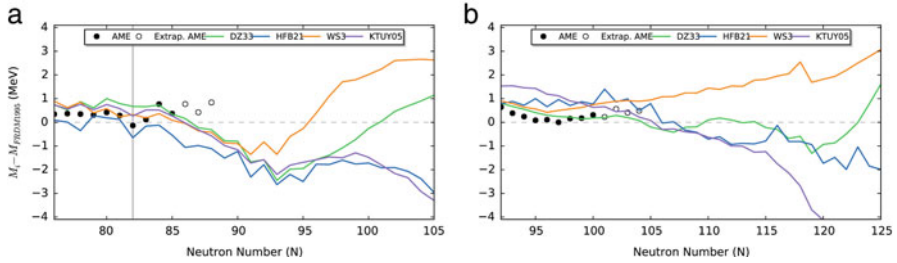 a
b
AME Extrap. AME DZ33 HFB21 WS3 KTUY05
AME Extrap. AME DZ33 HFB21 WS3 KTUY05
M_i−M_FRDM1995 (MeV)
4
3
2
1
0
−1
−2
−3
−4
80 85 90 95 100 105
Neutron Number (N)
4
3
2
1
0
−1
−2
−3
−4
95 100 105 110 115 120 125
Neutron Number (N)